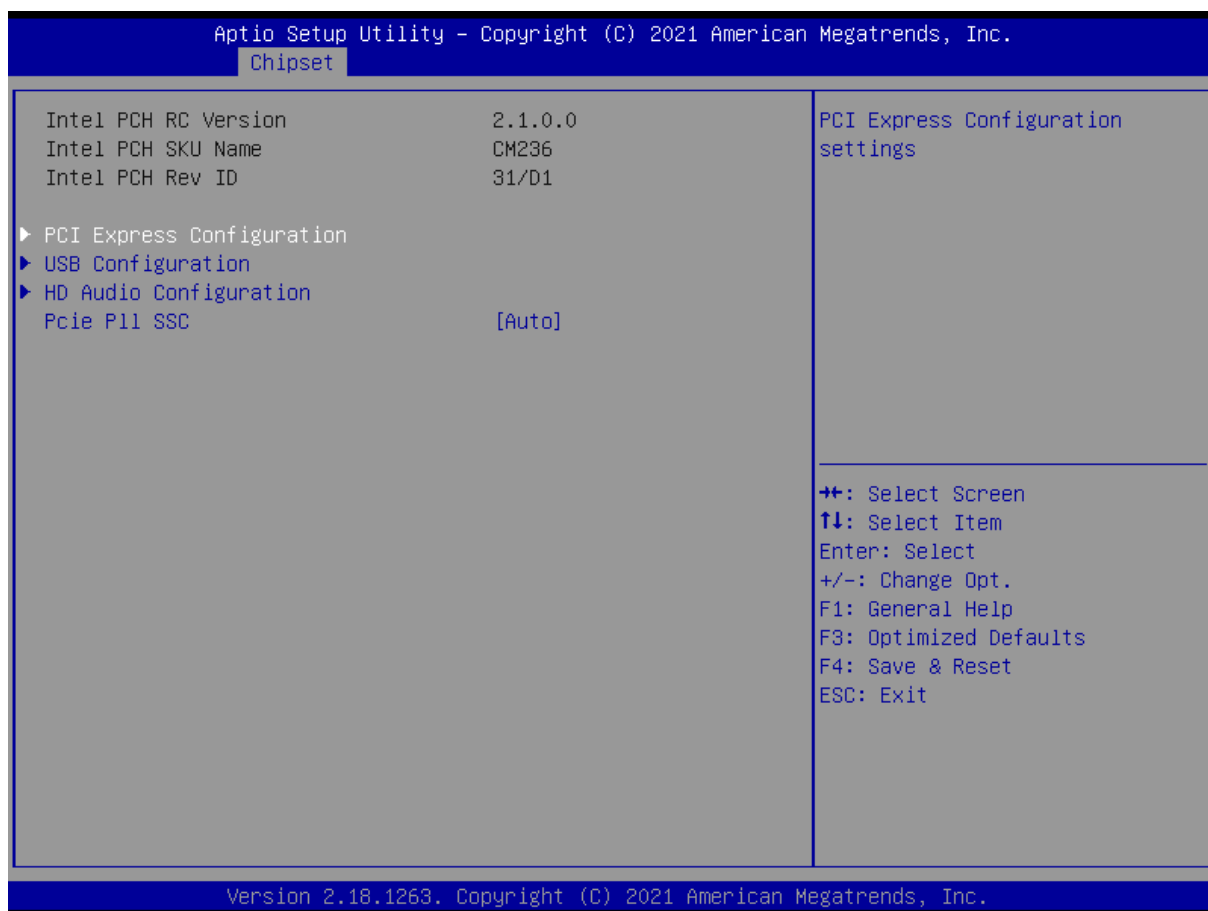 Aptio Setup Utility – Copyright (C) 2021 American Megatrends, Inc.
Chipset
Intel PCH RC Version 2.1.0.0
Intel PCH SKU Name CM236
Intel PCH Rev ID 31/D1
▶ PCI Express Configuration
▶ USB Configuration
▶ HD Audio Configuration
Pcie Pll SSC [Auto]
PCI Express Configuration
settings
→←: Select Screen
↑↓: Select Item
Enter: Select
+/-: Change Opt.
F1: General Help
F3: Optimized Defaults
F4: Save & Reset
ESC: Exit
Version 2.18.1263. Copyright (C) 2021 American Megatrends, Inc.